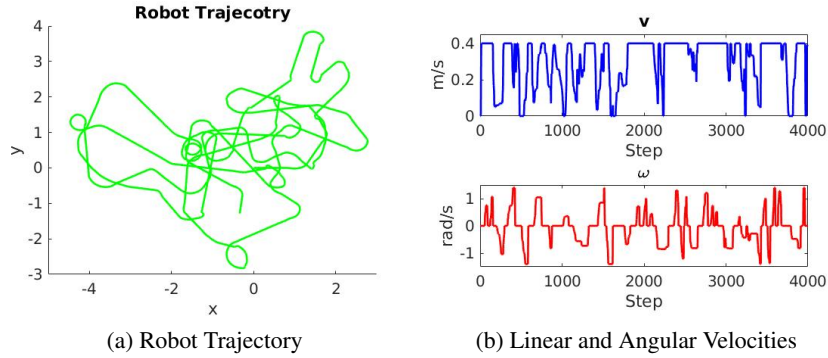 Robot Trajecotry
4
3
2
1
0
-1
-2
-3
y
-4
-2
0
2
x
(a) Robot Trajectory
v
0.4
0.2
0
m/s
0
1000
2000
3000
4000
Step
ω
1
0
-1
rad/s
0
1000
2000
3000
4000
Step
(b) Linear and Angular Velocities